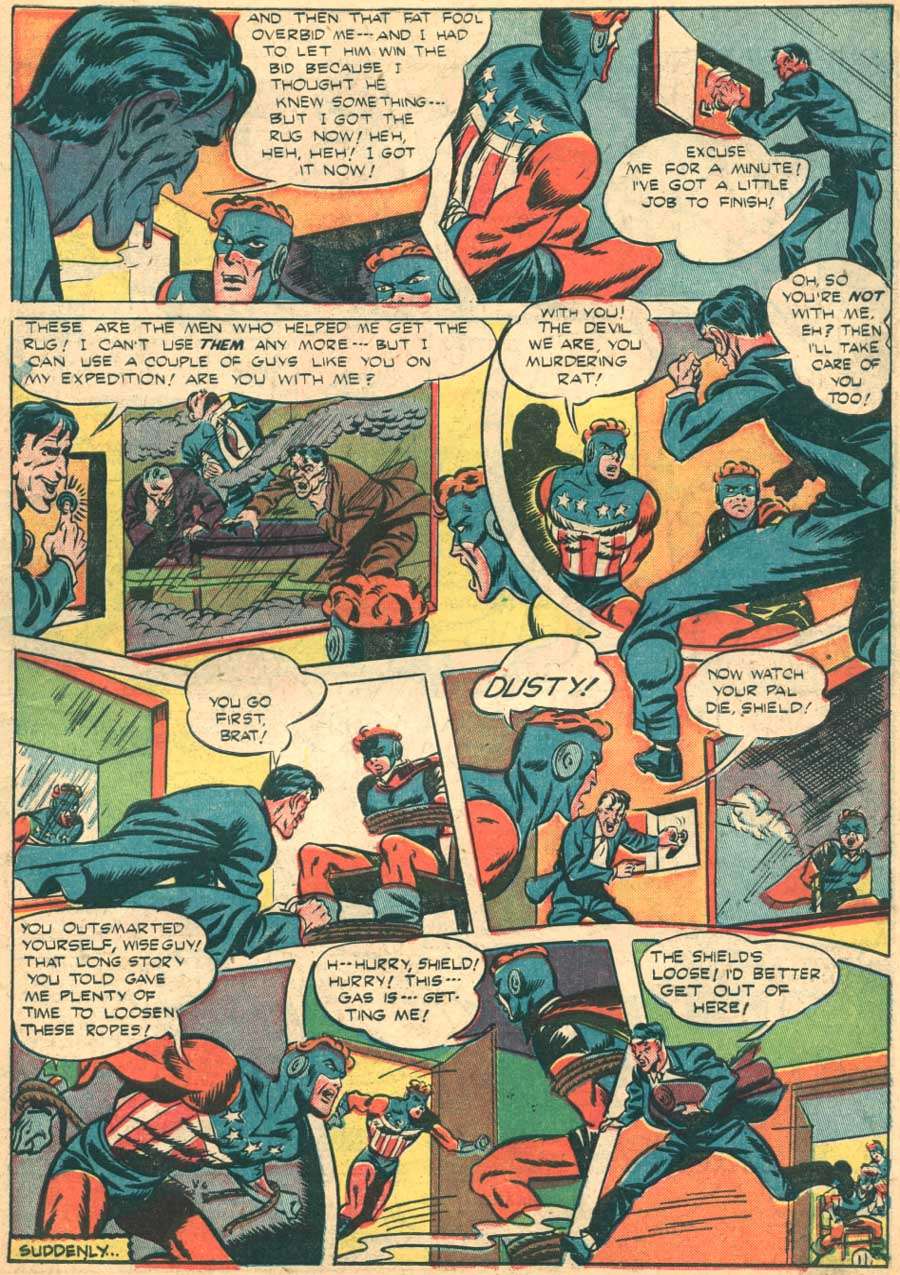 AND THEN THAT FAT FOOL
OVERBID ME--- AND I HAD
TO LET HIM WIN THE
BID BECAUSE I
THOUGHT HE
KNEW SOMETHING---
BUT I GOT THE
RUG NOW! HEH,
HEH, HEH! I GOT
IT NOW!
EXCUSE
ME FOR A MINUTE!
I'VE GOT A LITTLE
JOB TO FINISH!
THESE ARE THE MEN WHO HELPED ME GET THE
RUG! I CAN'T USE THEM ANY MORE--- BUT I
CAN USE A COUPLE OF GUYS LIKE YOU ON
MY EXPEDITION! ARE YOU WITH ME?
WITH YOU!
THE DEVIL
WE ARE, YOU
MURDERING
RAT!
OH, SO
YOU'RE NOT
WITH ME,
EH? THEN
I'LL TAKE
CARE OF
YOU
TOO!
YOU GO
FIRST,
BRAT!
DUSTY!
NOW WATCH
YOUR PAL
DIE, SHIELD!
YOU OUTSMARTED
YOURSELF, WISE GUY!
THAT LONG STORY
YOU TOLD GAVE
ME PLENTY OF
TIME TO LOOSEN
THESE ROPES!
SUDDENLY...
H--HURRY, SHIELD!
HURRY! THIS---
GAS IS--- GET-
TING ME!
THE SHIELD'S
LOOSE! I'D BETTER
GET OUT OF
HERE!
11